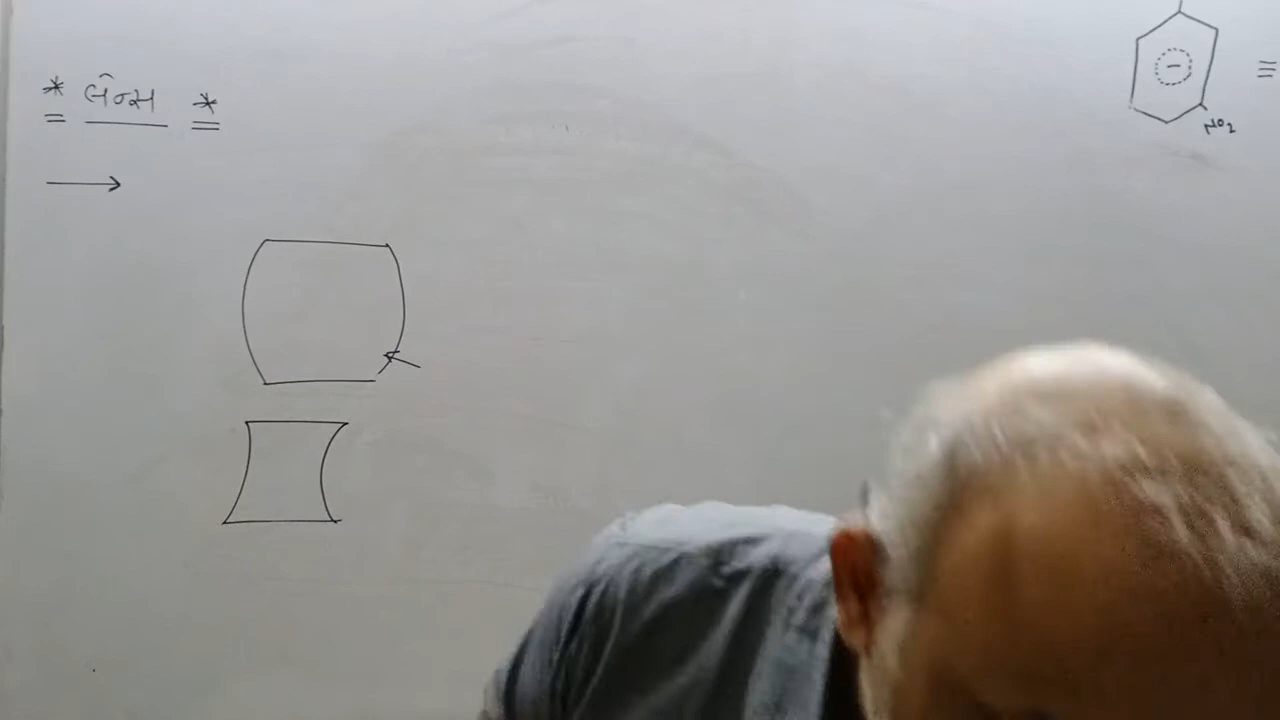 * લેન્સ *
=
→
− ≡
NO₂